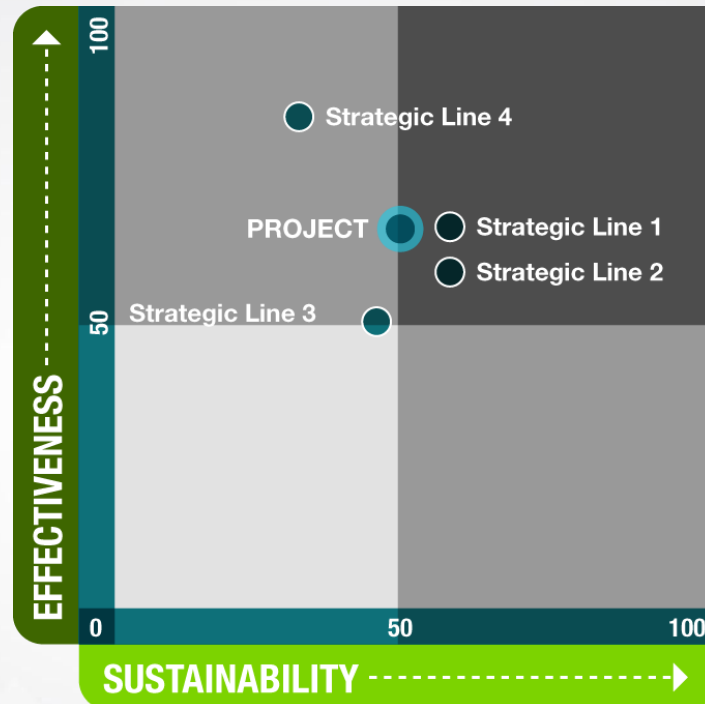 100
Strategic Line 4
PROJECT
Strategic Line 1
Strategic Line 2
Strategic Line 3
50
EFFECTIVENESS
0
50
100
SUSTAINABILITY